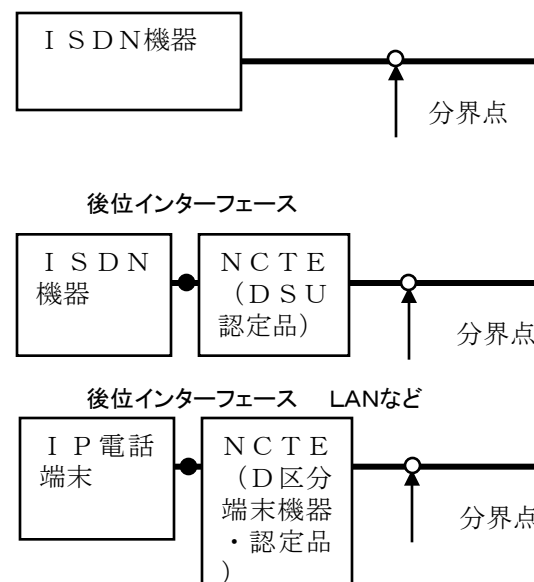 ＩＳＤＮ機器
分界点
後位インターフェース
ＩＳＤＮ
機器
ＮＣＴＥ
（ＤＳＵ
認定品）
分界点
後位インターフェース　LANなど
ＩＰ電話
端末
ＮＣＴＥ
（Ｄ区分
端末機器
・認定品
）
分界点